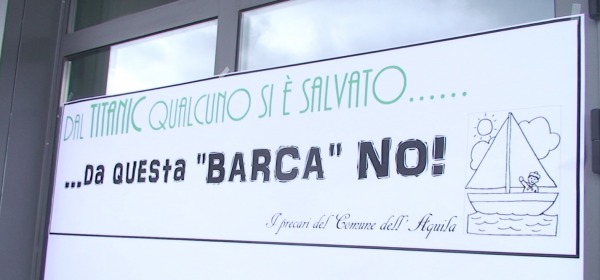 DAL TITANIC QUALCUNO SI È SALVATO......
...Da QUESta "BARCA" NO!
I precari del Comune dell' Aquila